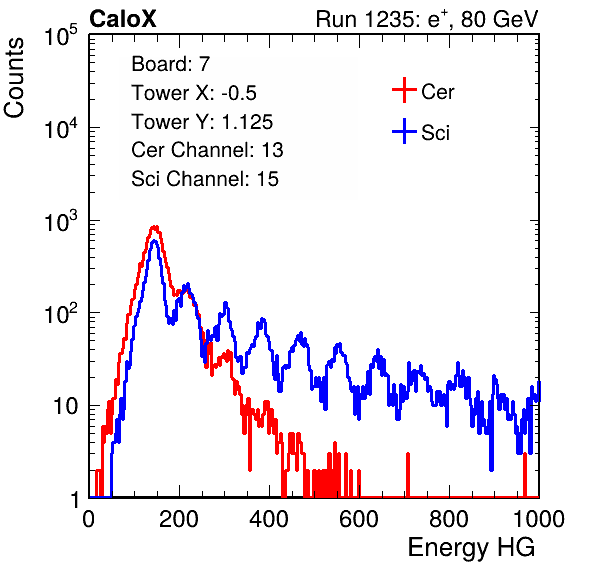 CaloX Run 1235: e⁺, 80 GeV
Counts
Board: 7
Tower X: -0.5
Tower Y: 1.125
Cer Channel: 13
Sci Channel: 15
Cer
Sci
10⁵
10⁴
10³
10²
10
1
0 200 400 600 800 1000
Energy HG